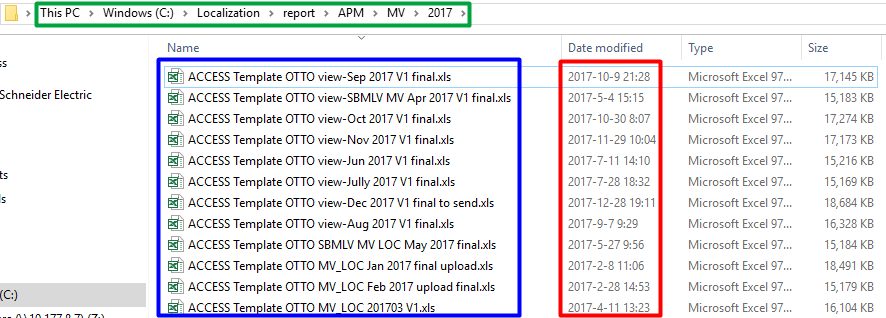 This PC > Windows (C:) > Localization > report > APM > MV > 2017 >
Name Date modified Type Size
ACCESS Template OTTO view-Sep 2017 V1 final.xls 2017-10-9 21:28 Microsoft Excel 97... 17,145 KB
Schneider Electric ACCESS Template OTTO view-SBMLV MV Apr 2017 V1 final.xls 2017-5-4 15:15 Microsoft Excel 97... 15,183 KB
ACCESS Template OTTO view-Oct 2017 V1 final.xls 2017-10-30 8:07 Microsoft Excel 97... 17,274 KB
ACCESS Template OTTO view-Nov 2017 V1 final.xls 2017-11-29 10:04 Microsoft Excel 97... 17,173 KB
ACCESS Template OTTO view-Jun 2017 V1 final.xls 2017-7-11 14:10 Microsoft Excel 97... 15,216 KB
ACCESS Template OTTO view-Jully 2017 V1 final.xls 2017-7-28 18:32 Microsoft Excel 97... 15,169 KB
ACCESS Template OTTO view-Dec 2017 V1 final to send.xls 2017-12-28 19:11 Microsoft Excel 97... 18,684 KB
ACCESS Template OTTO view-Aug 2017 V1 final.xls 2017-9-7 9:29 Microsoft Excel 97... 16,328 KB
ACCESS Template OTTO SBMLV MV LOC May 2017 final.xls 2017-5-27 9:56 Microsoft Excel 97... 15,184 KB
ACCESS Template OTTO MV_LOC Jan 2017 final upload.xls 2017-2-8 11:06 Microsoft Excel 97... 18,491 KB
(C:) ACCESS Template OTTO MV_LOC Feb 2017 upload final.xls 2017-2-28 14:53 Microsoft Excel 97... 15,179 KB
ACCESS Template OTTO MV_LOC 201703 V1.xls 2017-4-11 13:23 Microsoft Excel 97... 16,104 KB